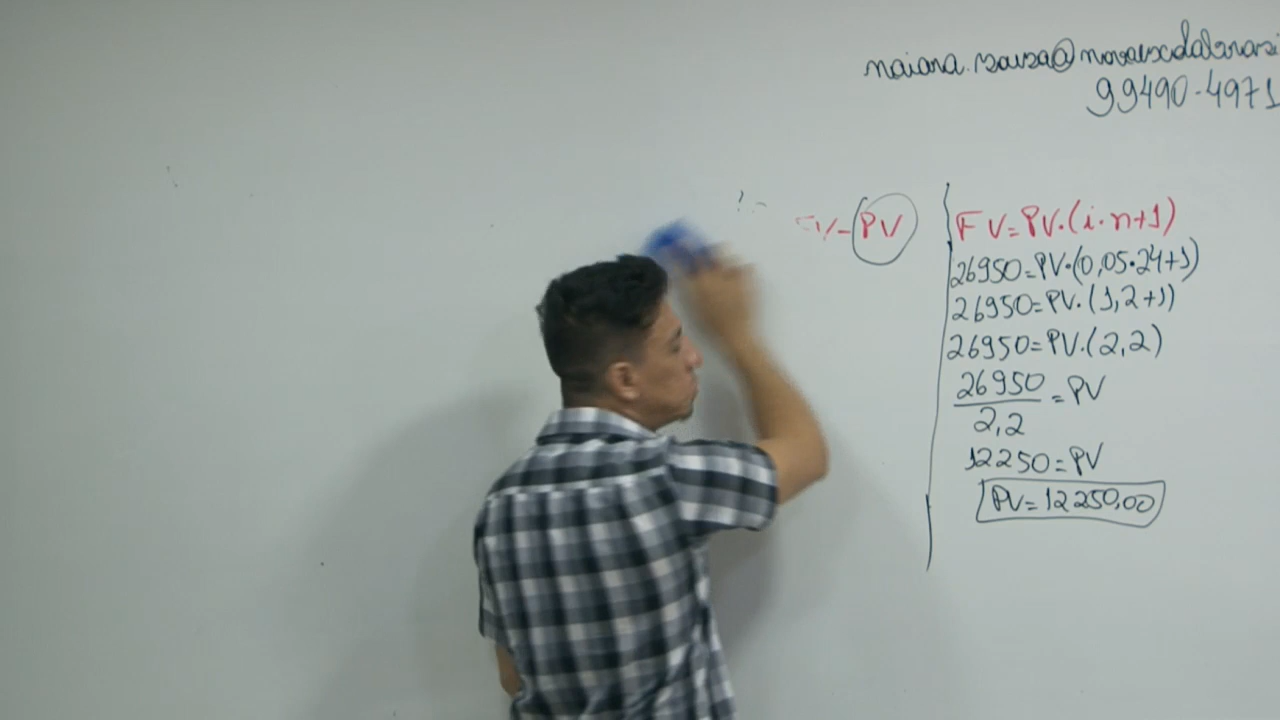 99490-4971
PV
FV=PV.(i.n+1)
26950=PV.(0,05.24+1)
26950=PV.(1,2+1)
26950=PV.(2,2)
26950
2,2
=PV
12250=PV
PV=12250,00